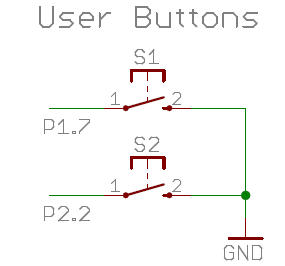 User Buttons
S1
1 2
P1.7
S2
1 2
P2.2
GND